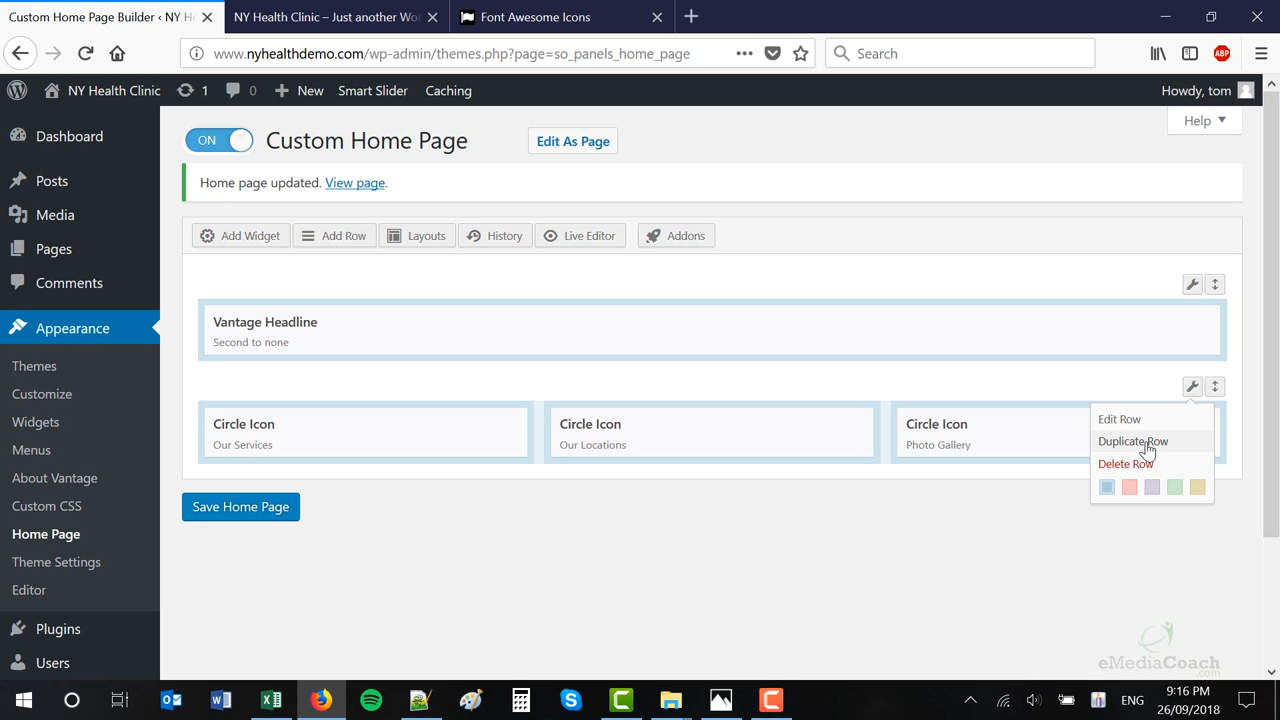 Custom Home Page Builder ‹ NY H
NY Health Clinic – Just another Wo
Font Awesome Icons
www.nyhealthdemo.com/wp-admin/themes.php?page=so_panels_home_page
Search
ABP
NY Health Clinic
1
0
New
Smart Slider
Caching
Howdy, tom
Help
Dashboard
Posts
Media
Pages
Comments
Appearance
Themes
Customize
Widgets
Menus
About Vantage
Custom CSS
Home Page
Theme Settings
Editor
Plugins
Users
ON
Custom Home Page
Edit As Page
Home page updated. View page.
Add Widget
Add Row
Layouts
History
Live Editor
Addons
Vantage Headline
Second to none
Circle Icon
Our Services
Circle Icon
Our Locations
Circle Icon
Photo Gallery
Edit Row
Duplicate Row
Delete Row
Save Home Page
eMediaCoach
.com
ENG
9:16 PM
26/09/2018